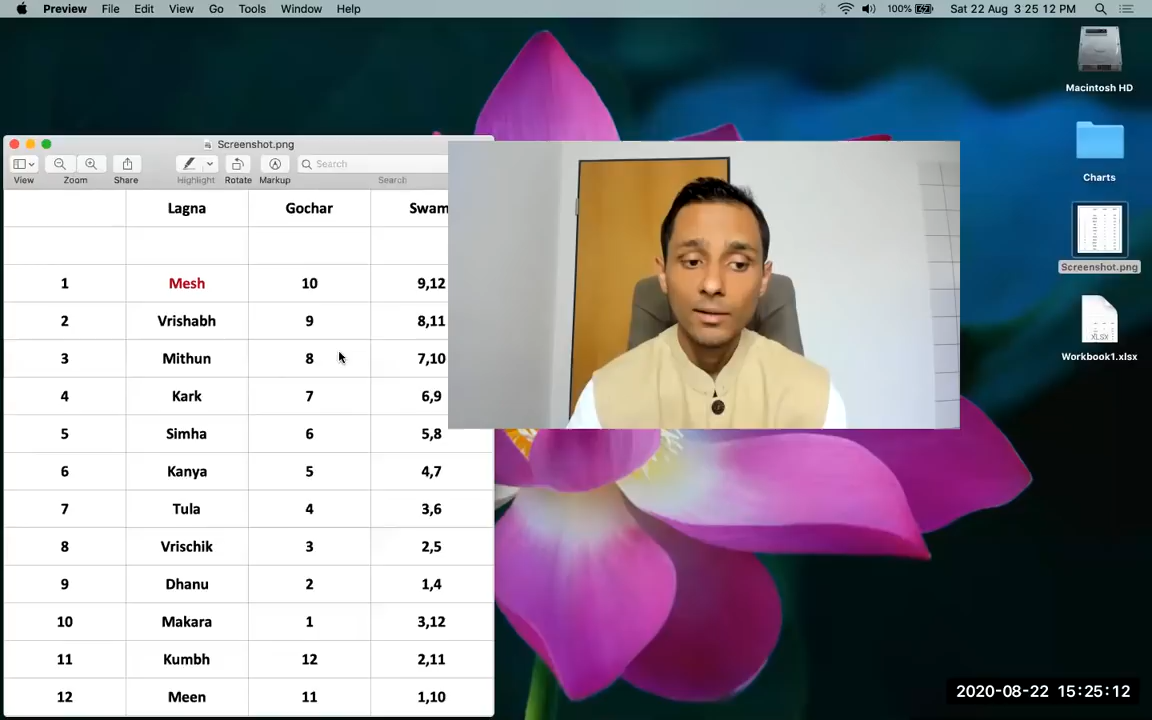 Preview File Edit View Go Tools Window Help 100% Sat 22 Aug 3 25 12 PM
Macintosh HD
Charts
Screenshot.png
XLSX
Workbook1.xlsx
Screenshot.png
Search
View Zoom Share Highlight Rotate Markup Search
Lagna Gochar Swam
1 Mesh 10 9,12
2 Vrishabh 9 8,11
3 Mithun 8 7,10
4 Kark 7 6,9
5 Simha 6 5,8
6 Kanya 5 4,7
7 Tula 4 3,6
8 Vrischik 3 2,5
9 Dhanu 2 1,4
10 Makara 1 3,12
11 Kumbh 12 2,11
12 Meen 11 1,10
2020-08-22 15:25:12